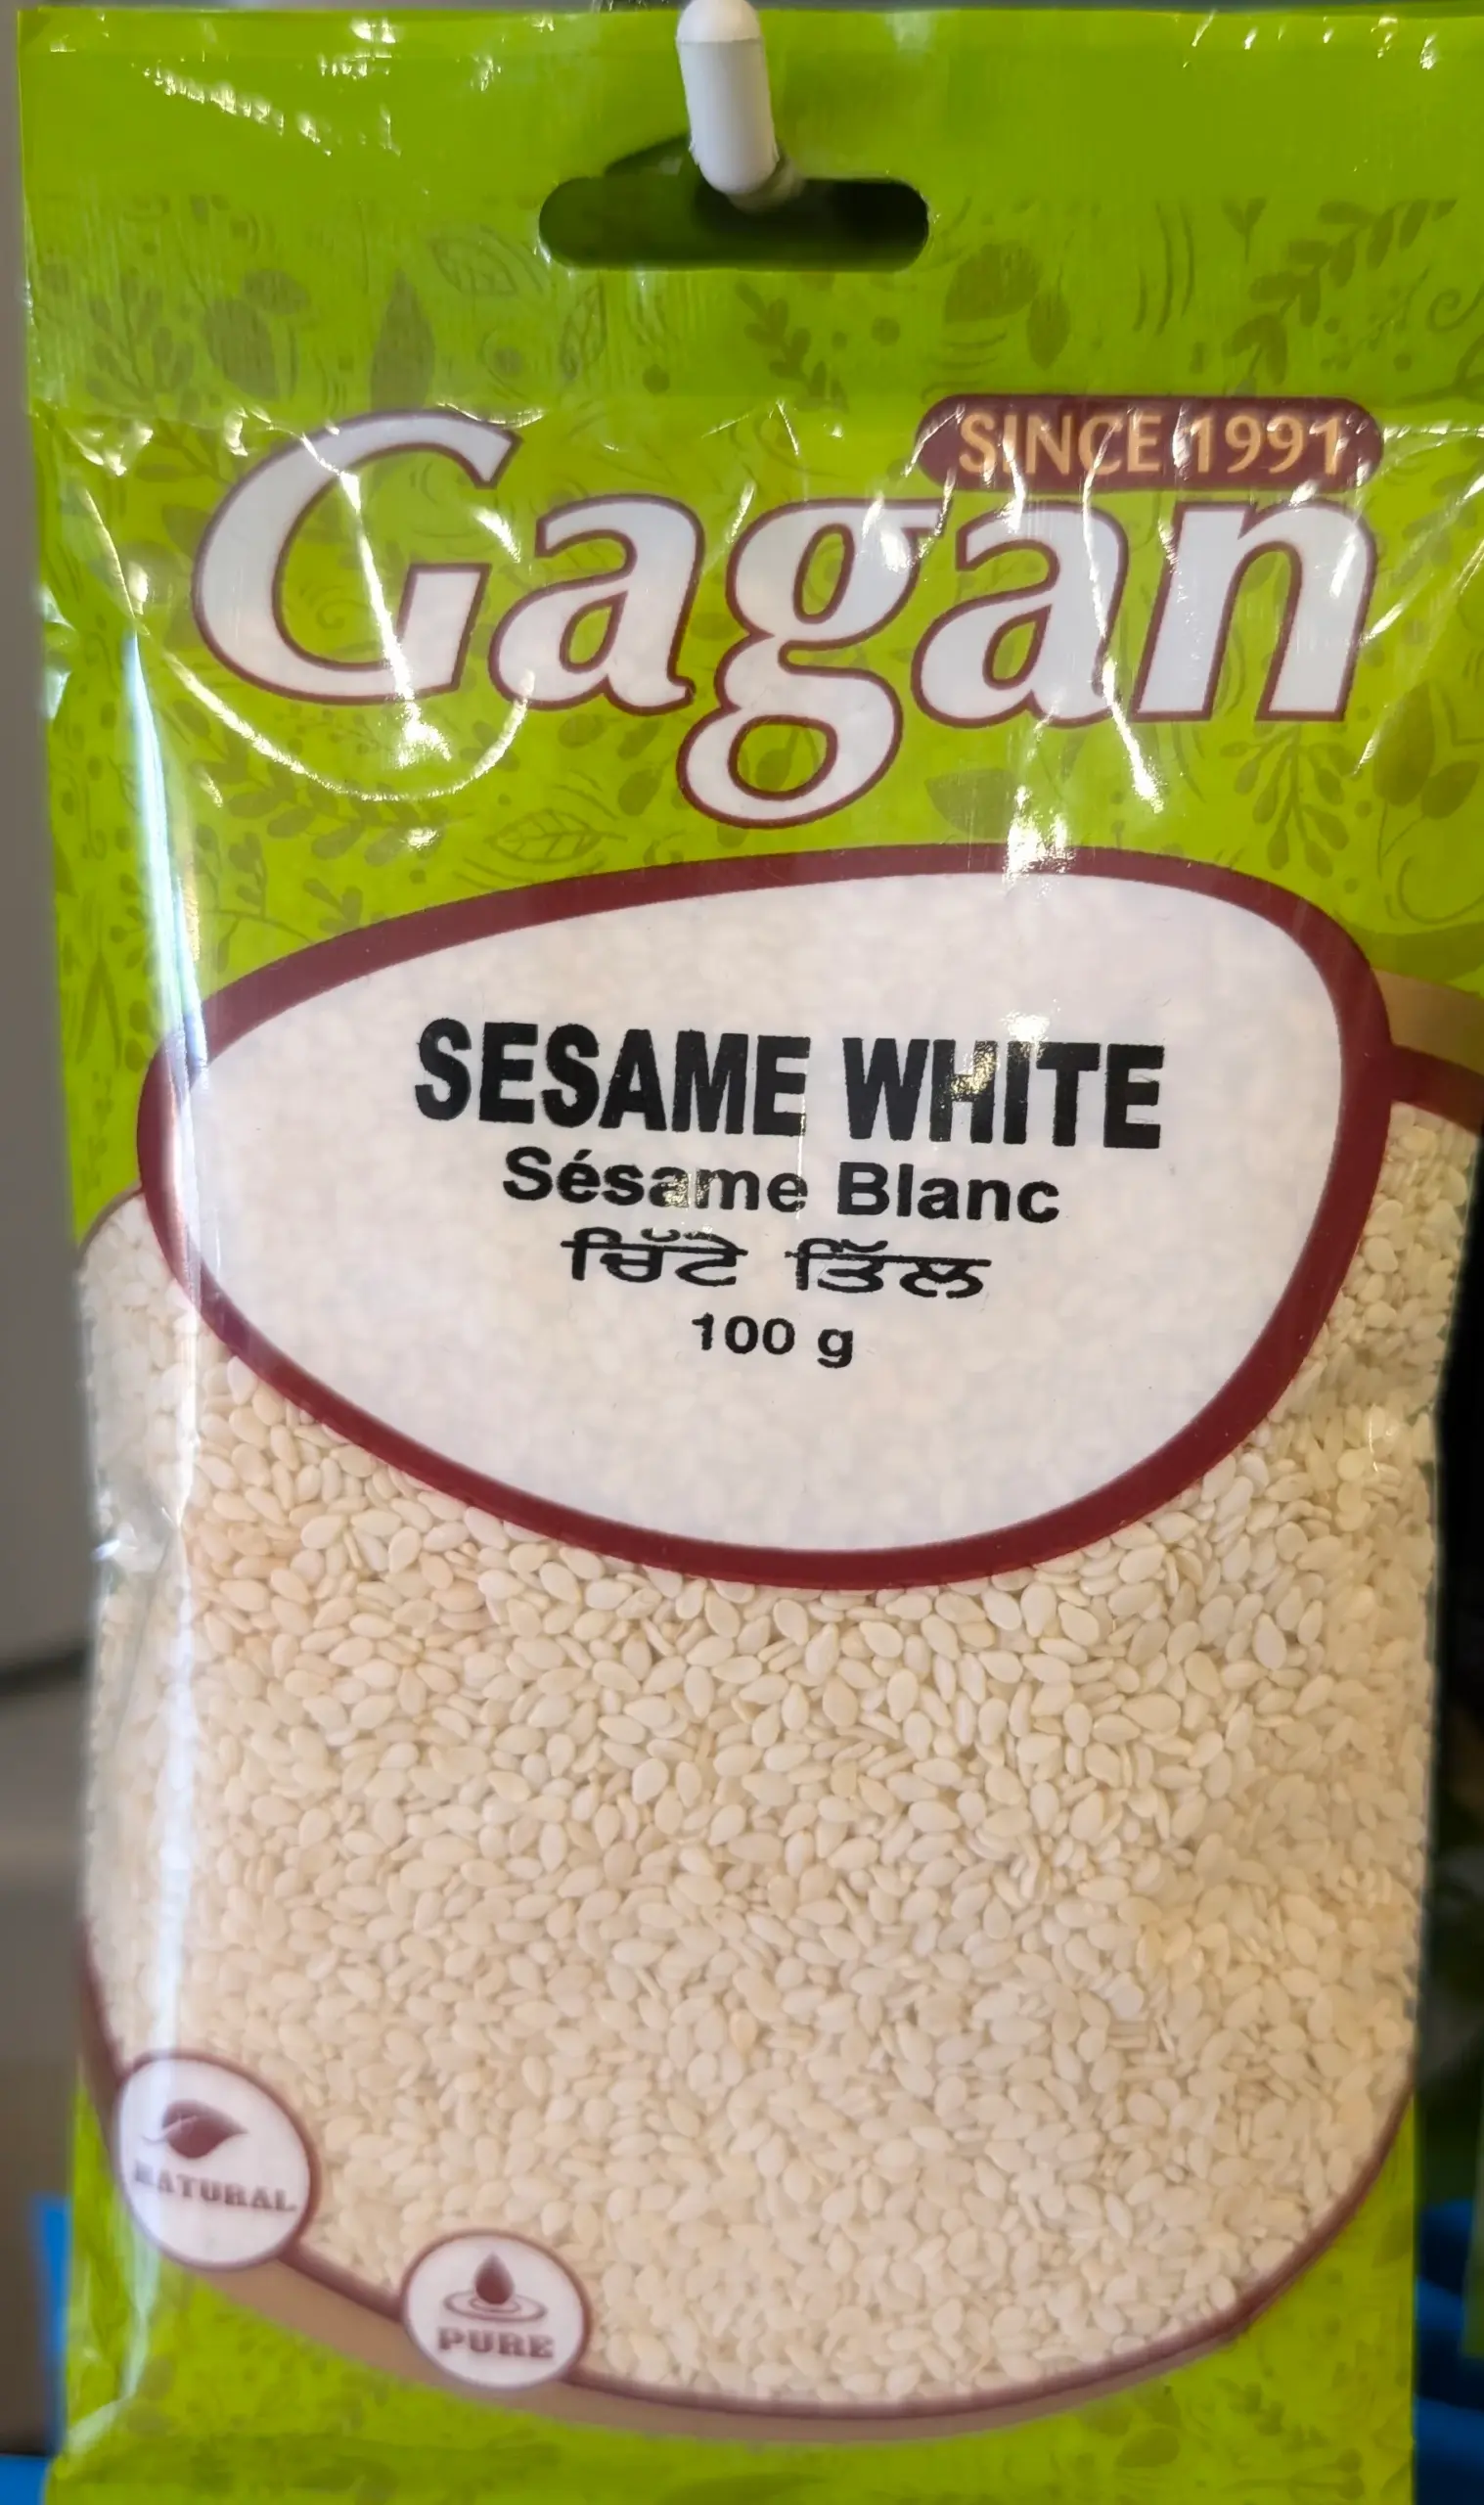 SINCE 1991
Gagan
SESAME WHITE
Sésame Blanc
ਚਿੱਟੇ ਤਿੱਲ
100 g
NATURAL
PURE